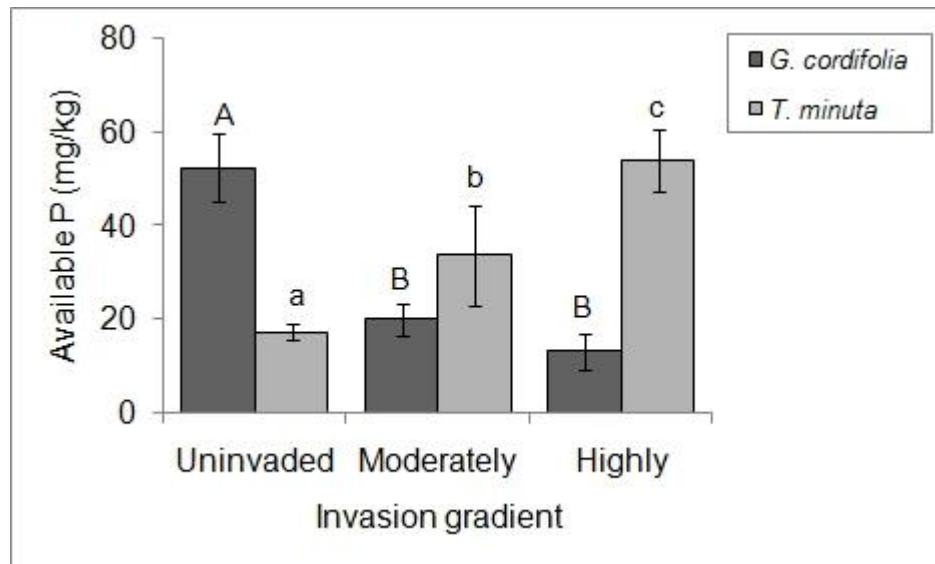 80
60
40
20
0
Available P (mg/kg)
A
a
B
b
B
c
Uninvaded Moderately Highly
Invasion gradient
G. cordifolia
T. minuta